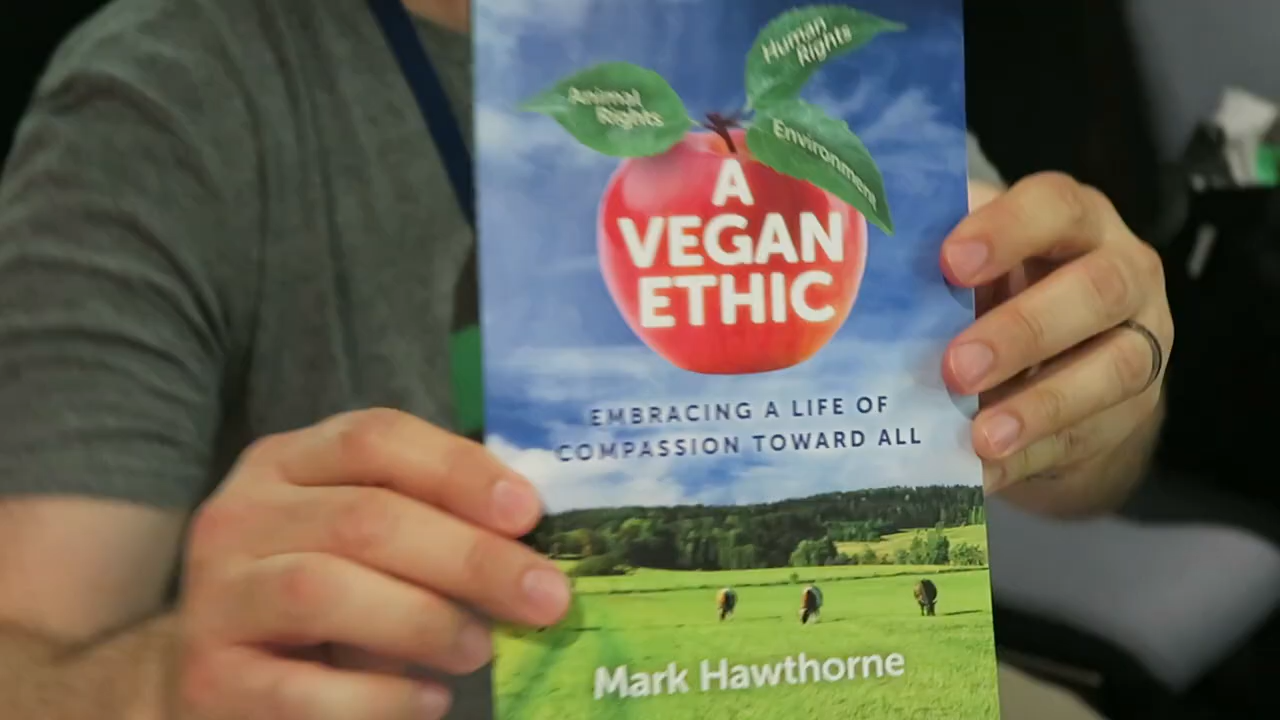 Human
Rights
Animal
Rights
Environment
A
VEGAN
ETHIC
EMBRACING A LIFE OF
COMPASSION TOWARD ALL
Mark Hawthorne